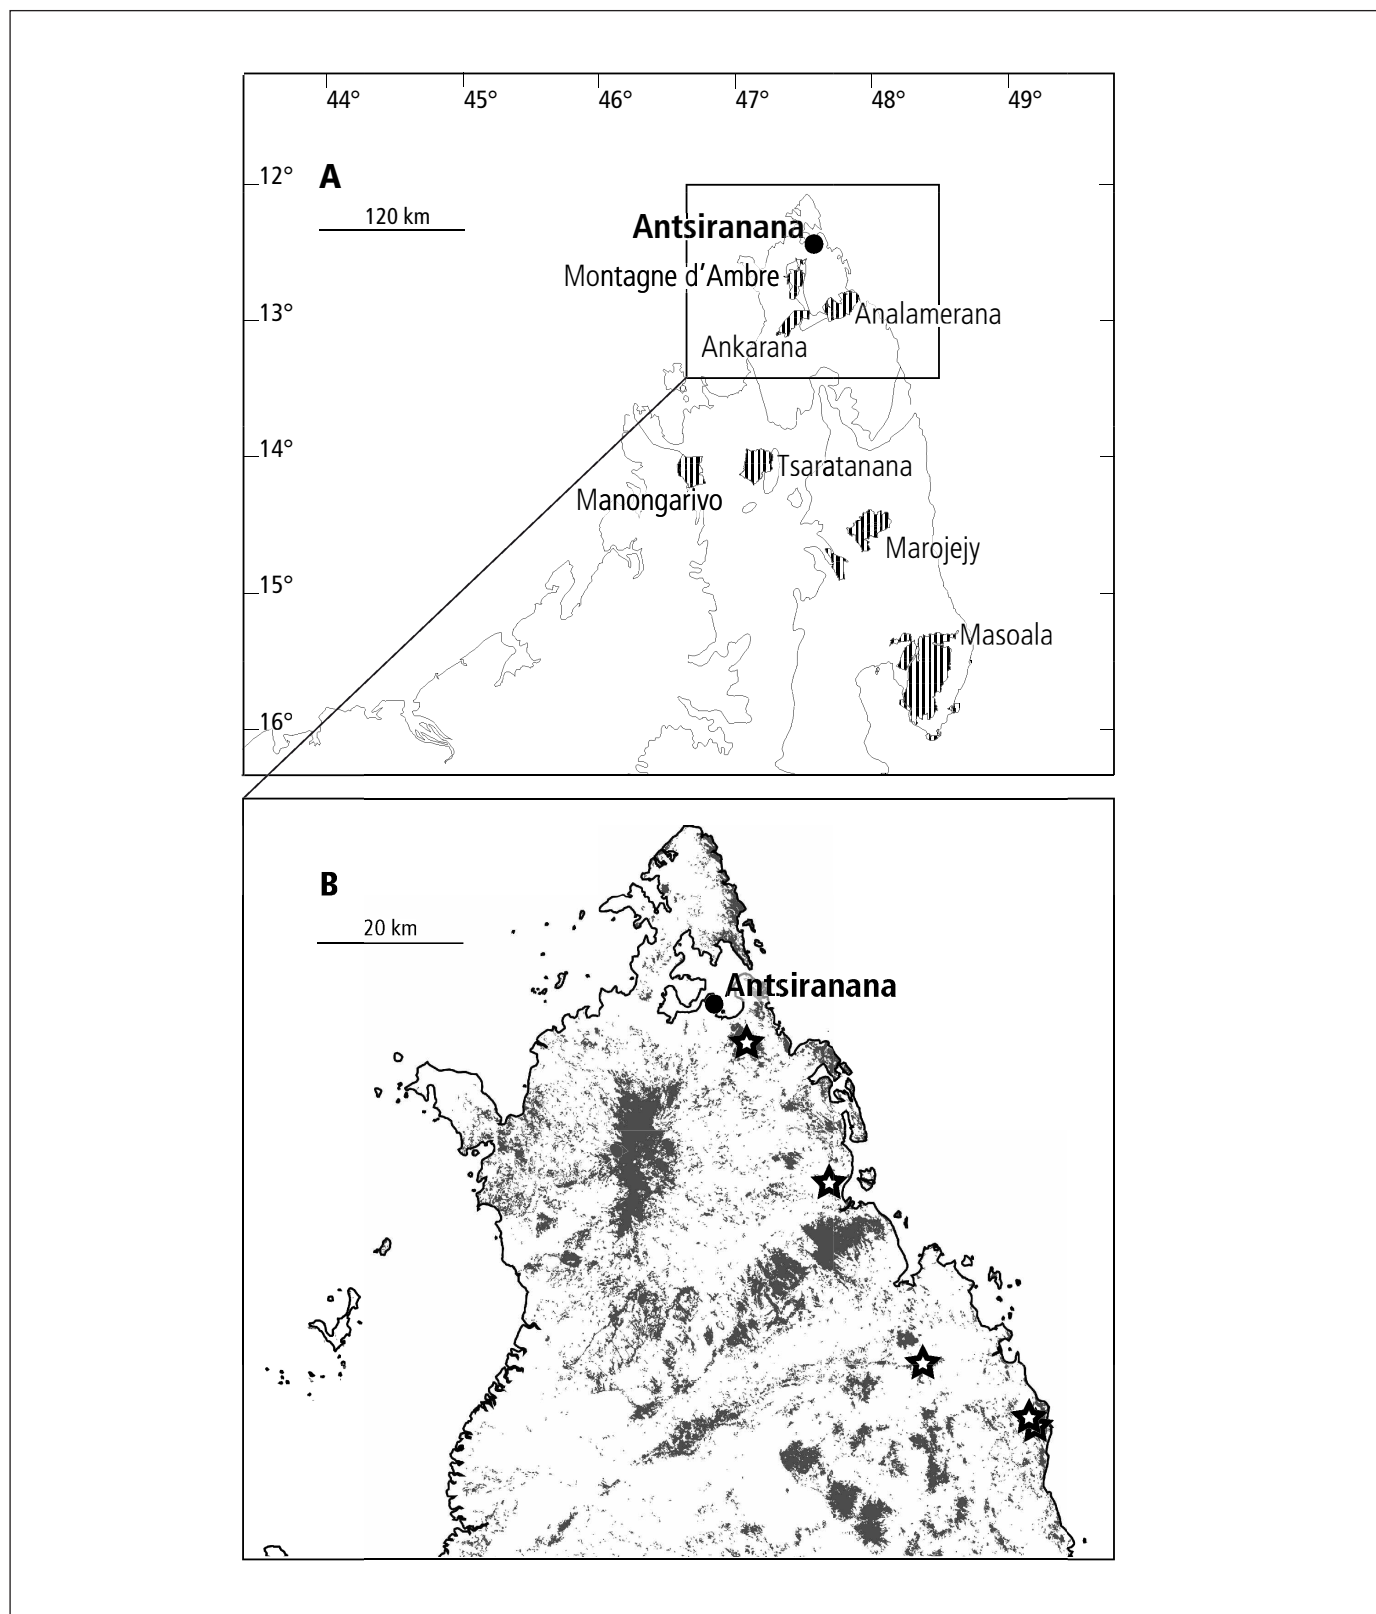 44° 45° 46° 47° 48° 49°
12°
A
120 km
Antsiranana
Montagne d’Ambre
13°
Analamerana
Ankarana
14°
Tsaratanana
Manongarivo
Marojejy
15°
Masoala
16°
B
20 km
Antsiranana